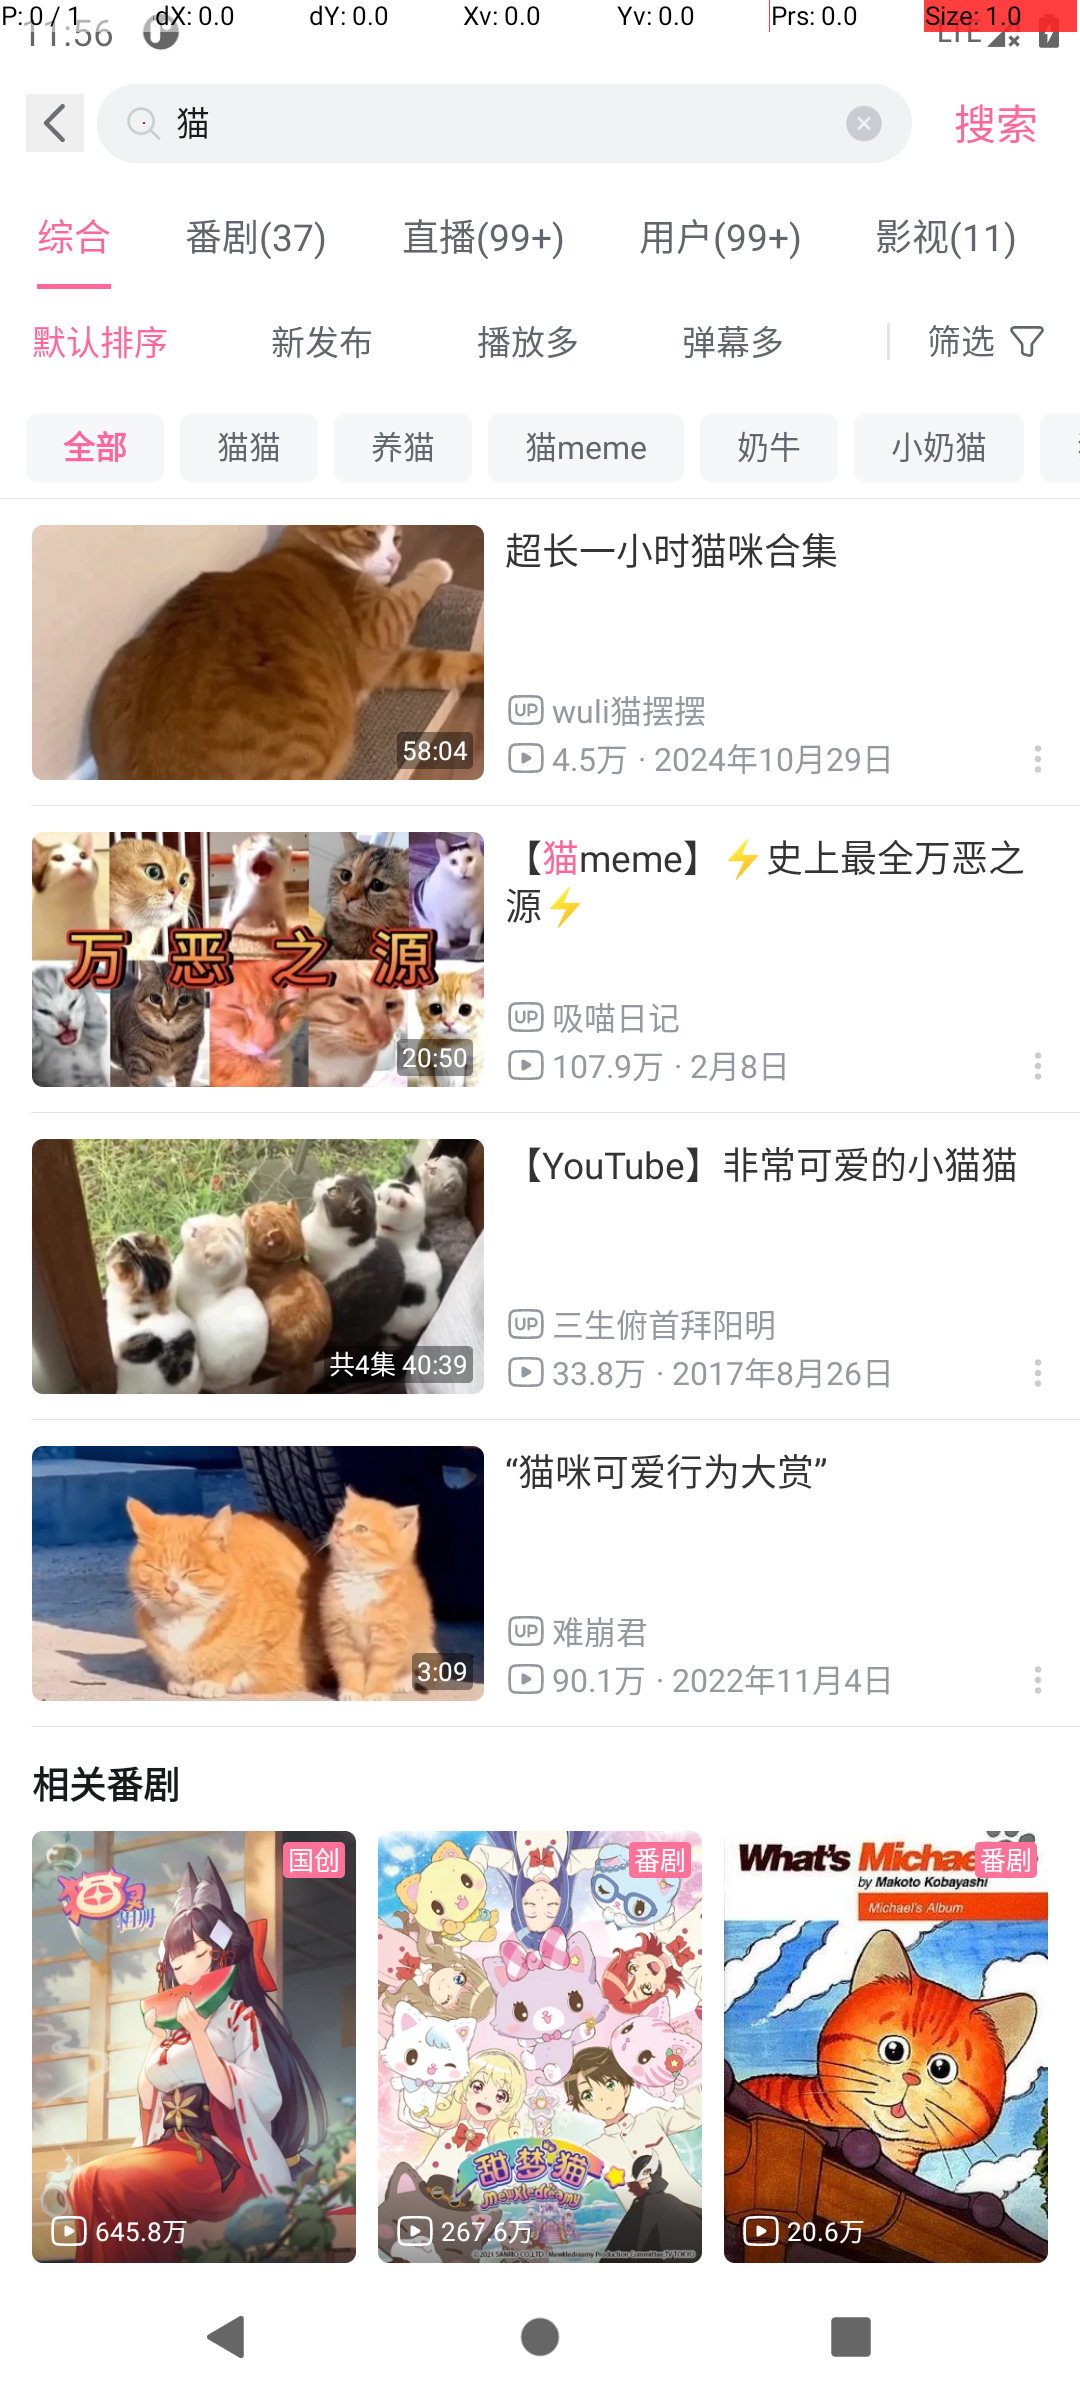 P: 0 / 1 dX: 0.0 dY: 0.0 Xv: 0.0 Yv: 0.0 Prs: 0.0 Size: 1.0
11:56 LTE
猫 搜索
综合 番剧(37) 直播(99+) 用户(99+) 影视(11)
默认排序 新发布 播放多 弹幕多 筛选
全部 猫猫 养猫 猫meme 奶牛 小奶猫
超长一小时猫咪合集
UP wuli猫摆摆
58:04
4.5万 · 2024年10月29日
【猫meme】⚡史上最全万恶之
源⚡
万恶之源
UP 吸喵日记
20:50
107.9万 · 2月8日
【YouTube】非常可爱的小猫猫
UP 三生俯首拜阳明
共4集 40:39
33.8万 · 2017年8月26日
“猫咪可爱行为大赏”
UP 难崩君
3:09
90.1万 · 2022年11月4日
相关番剧
国创
645.8万
番剧
甜梦猫
Mewkledreamy
267.6万
What's Michae
番剧
by Makoto Kobayashi
Michael's Album
20.6万